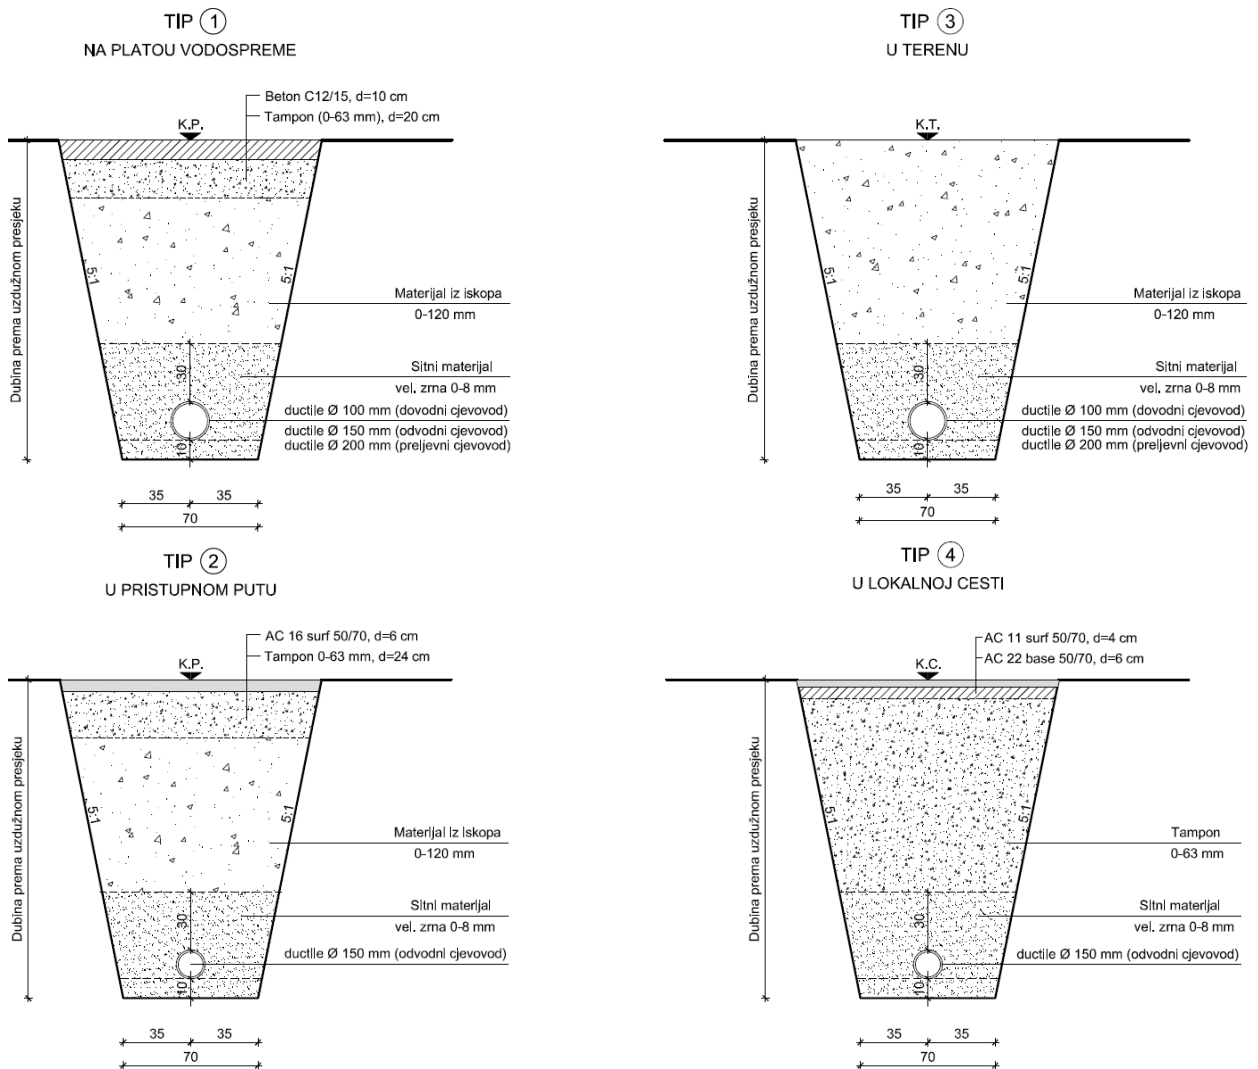 TIP 1
NA PLATOU VODOSPREME
Beton C12/15, d=10 cm
Tampon (0-63 mm), d=20 cm
K.P.
Dubina prema uzdužnom presjeku
5:1
5:1
Materijal iz iskopa
0-120 mm
30
Sitni materijal
vel. zrna 0-8 mm
ductile Ø 100 mm (dovodni cjevovod)
ductile Ø 150 mm (odvodni cjevovod)
ductile Ø 200 mm (preljevni cjevovod)
10
35 35
70
TIP 3
U TERENU
K.T.
Dubina prema uzdužnom presjeku
5:1
5:1
Materijal iz iskopa
0-120 mm
30
Sitni materijal
vel. zrna 0-8 mm
ductile Ø 100 mm (dovodni cjevovod)
ductile Ø 150 mm (odvodni cjevovod)
ductile Ø 200 mm (preljevni cjevovod)
10
35 35
70
TIP 2
U PRISTUPNOM PUTU
AC 16 surf 50/70, d=6 cm
Tampon 0-63 mm, d=24 cm
K.P.
Dubina prema uzdužnom presjeku
5:1
5:1
Materijal iz iskopa
0-120 mm
30
Sitni materijal
vel. zrna 0-8 mm
ductile Ø 150 mm (odvodni cjevovod)
10
35 35
70
TIP 4
U LOKALNOJ CESTI
AC 11 surf 50/70, d=4 cm
AC 22 base 50/70, d=6 cm
K.C.
Dubina prema uzdužnom presjeku
5:1
5:1
Tampon
0-63 mm
30
Sitni materijal
vel. zrna 0-8 mm
ductile Ø 150 mm (odvodni cjevovod)
10
35 35
70